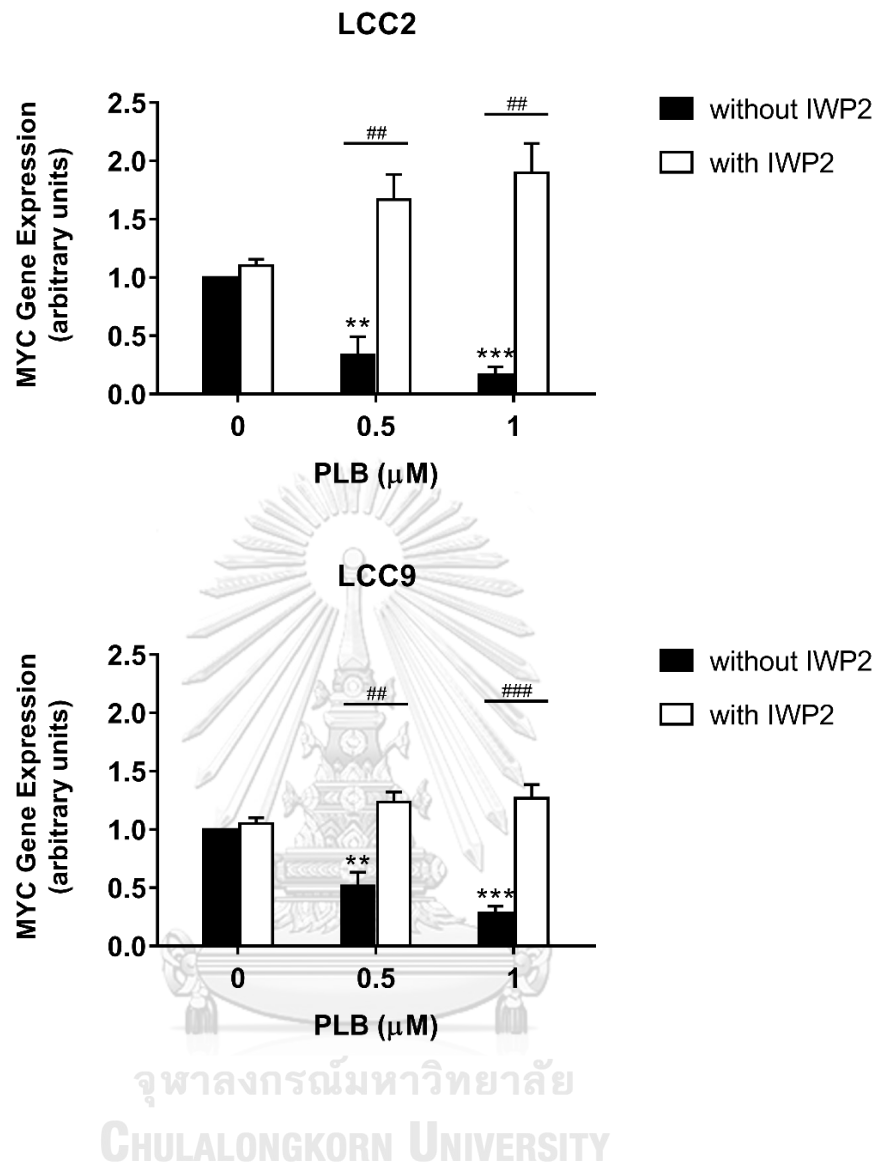 LCC2
MYC Gene Expression
(arbitrary units)
2.5
2.0
1.5
1.0
0.5
0.0
##
##
**
***
0 0.5 1
PLB (μM)
without IWP2
with IWP2
LCC9
MYC Gene Expression
(arbitrary units)
2.5
2.0
1.5
1.0
0.5
0.0
##
###
**
***
0 0.5 1
PLB (μM)
without IWP2
with IWP2
จุฬาลงกรณ์มหาวิทยาลัย
CHULALONGKORN UNIVERSITY